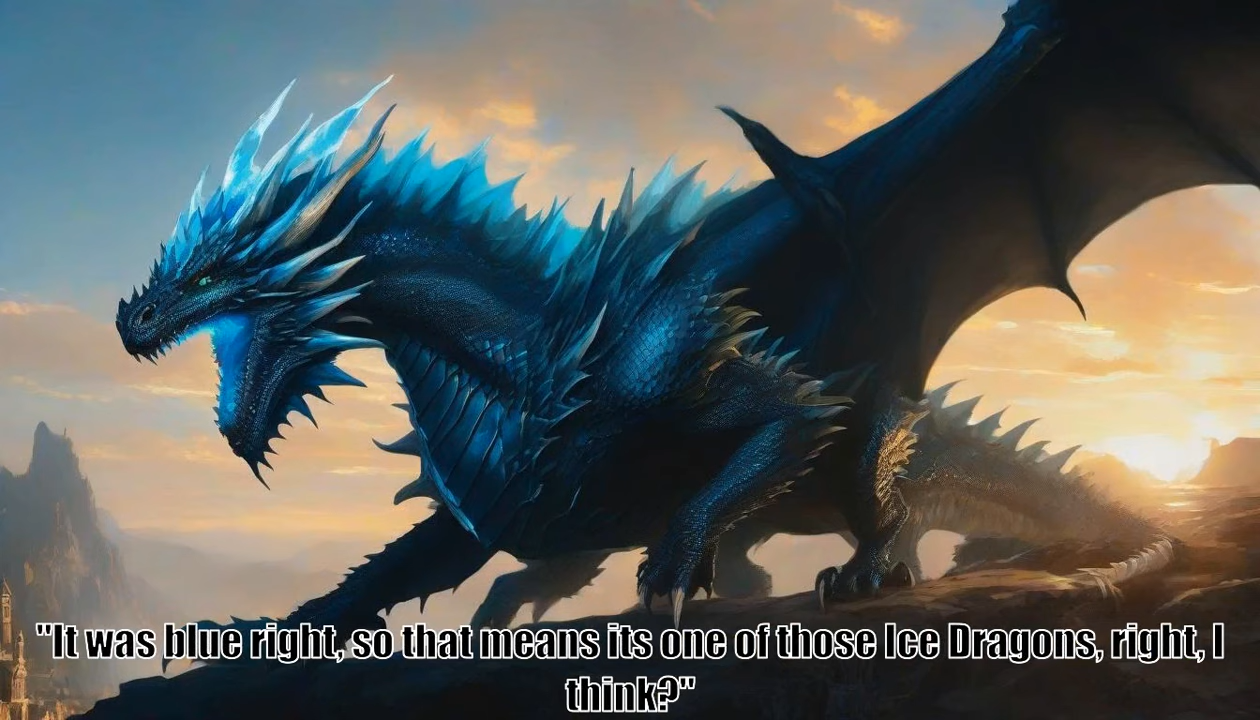 "It was blue right, so that means its one of those Ice Dragons, right, I
think?"